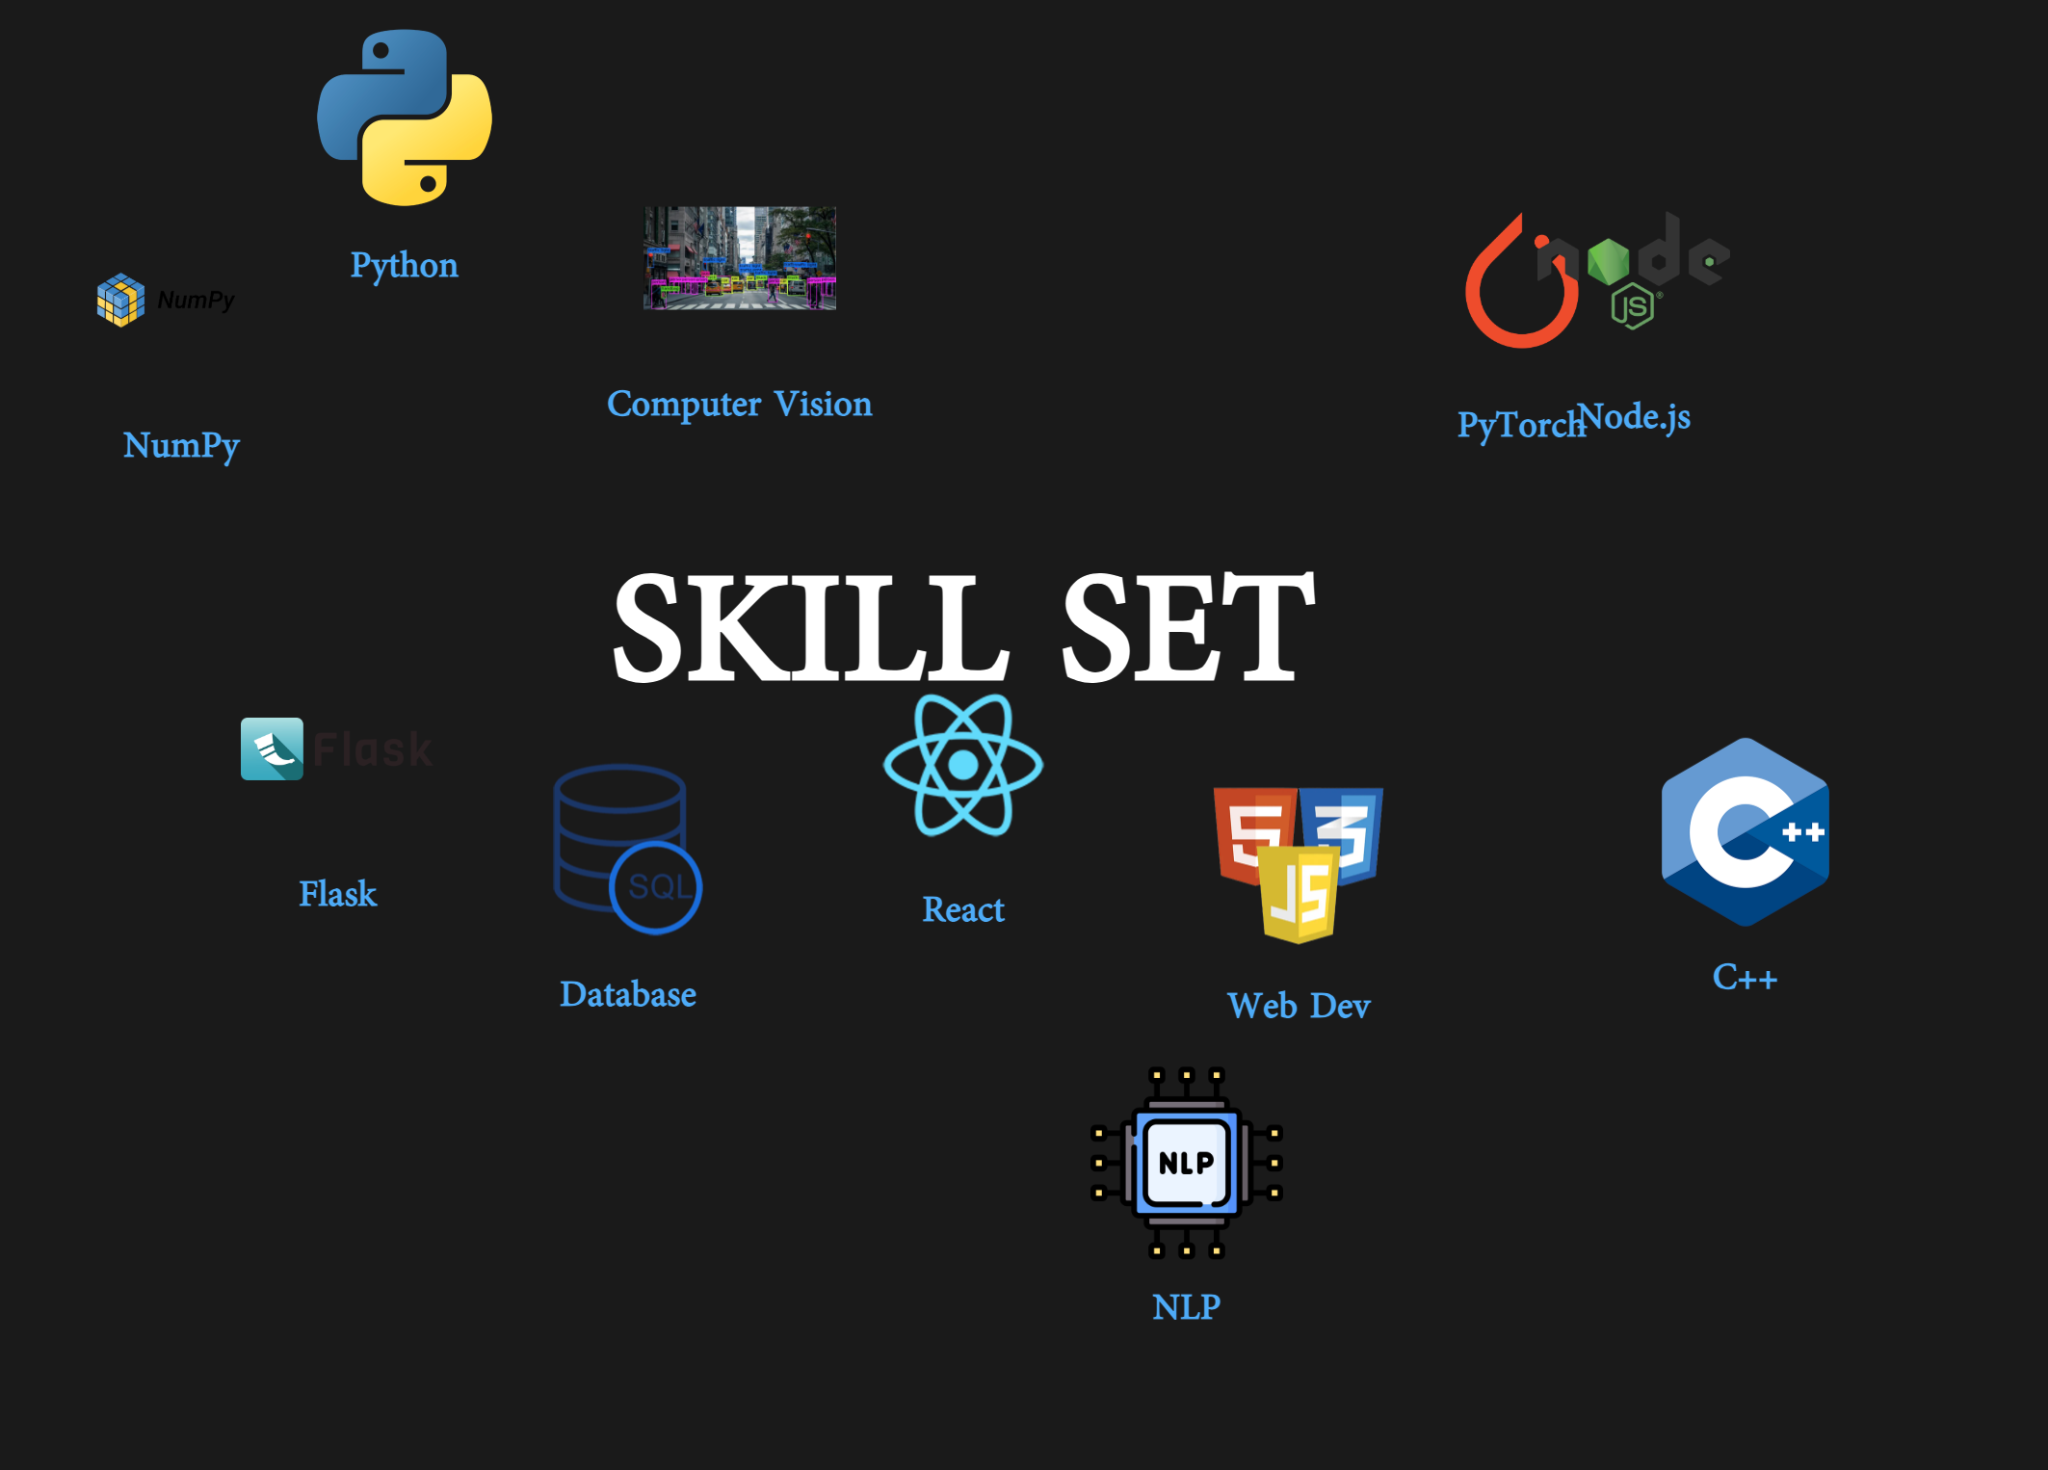 Python
NumPy
NumPy
Computer Vision
node
JS
®
PyTorch
Node.js
SKILL SET
Flask
Flask
SQL
Database
React
5
3
JS
Web Dev
C++
C++
NLP
NLP